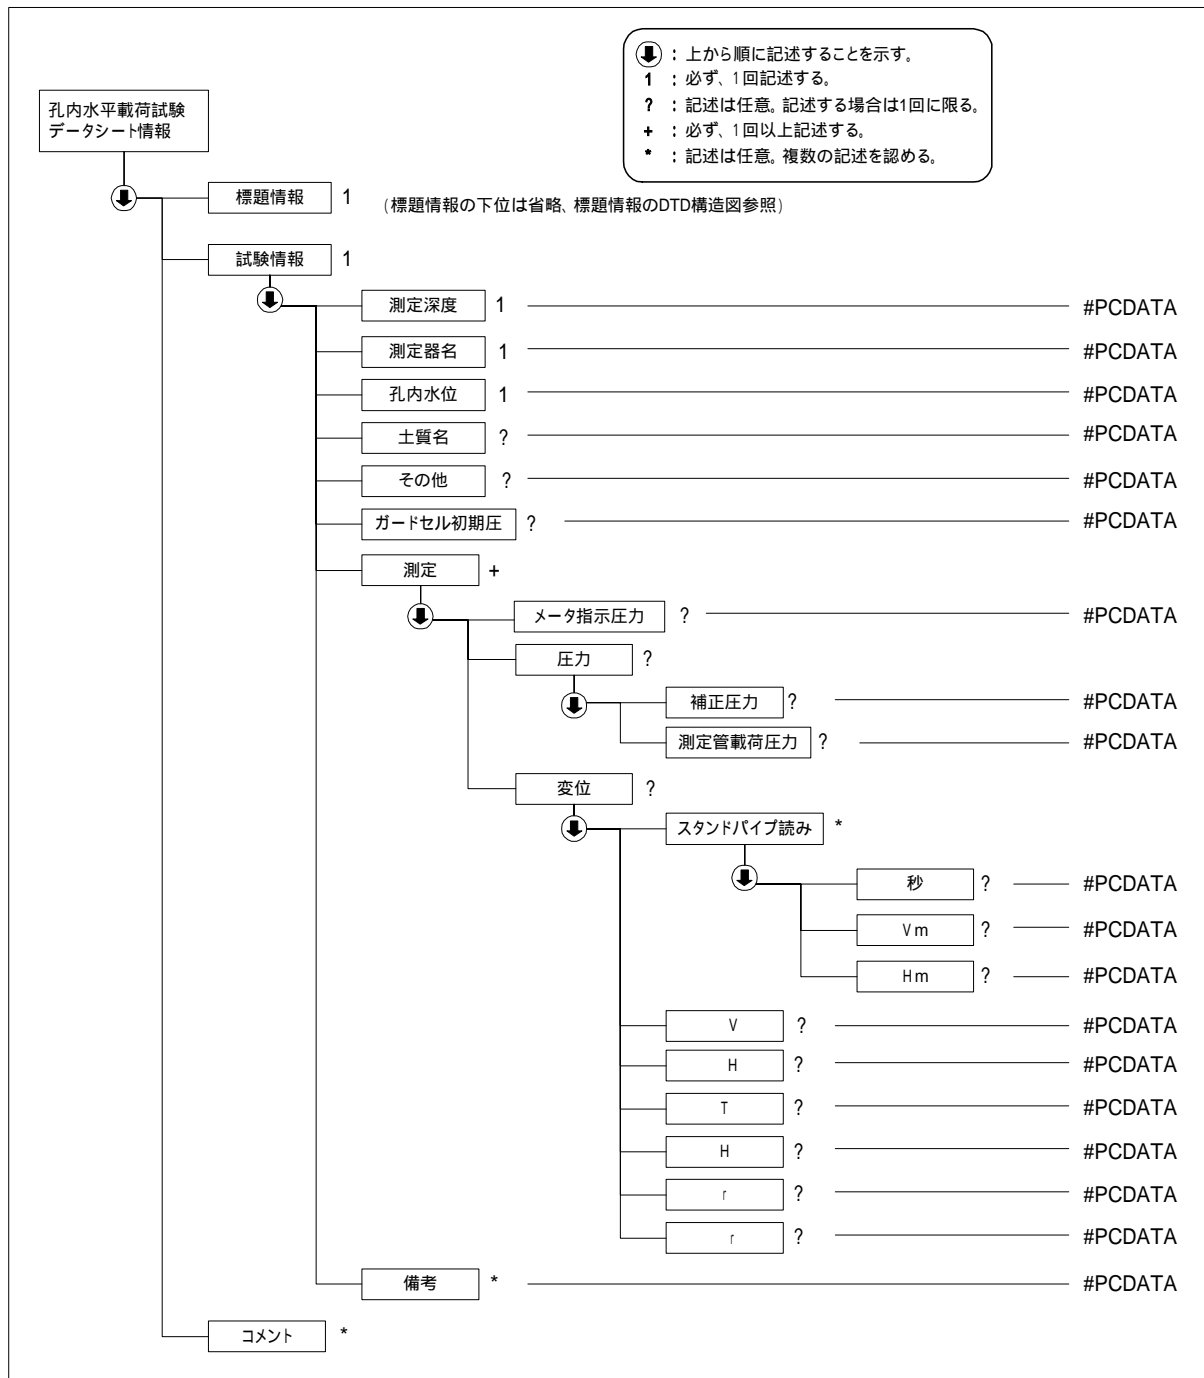 ：上から順に記述することを示す。
1 ：必ず、1回記述する。
? ：記述は任意。記述する場合は1回に限る。
+ ：必ず、1回以上記述する。
* ：記述は任意。複数の記述を認める。
孔内水平載荷試験
データシート情報
標題情報 1 (標題情報の下位は省略、標題情報のDTD構造図参照)
試験情報 1
測定深度 1 #PCDATA
測定器名 1 #PCDATA
孔内水位 1 #PCDATA
土質名 ? #PCDATA
その他 ? #PCDATA
ガードセル初期圧 ? #PCDATA
測定 +
メータ指示圧力 ? #PCDATA
圧力 ?
補正圧力 ? #PCDATA
測定管載荷圧力 ? #PCDATA
変位 ?
スタンドパイプ読み *
秒 ? #PCDATA
Vm ? #PCDATA
Hm ? #PCDATA
V ? #PCDATA
H ? #PCDATA
T ? #PCDATA
H ? #PCDATA
r ? #PCDATA
r ? #PCDATA
備考 * #PCDATA
コメント *